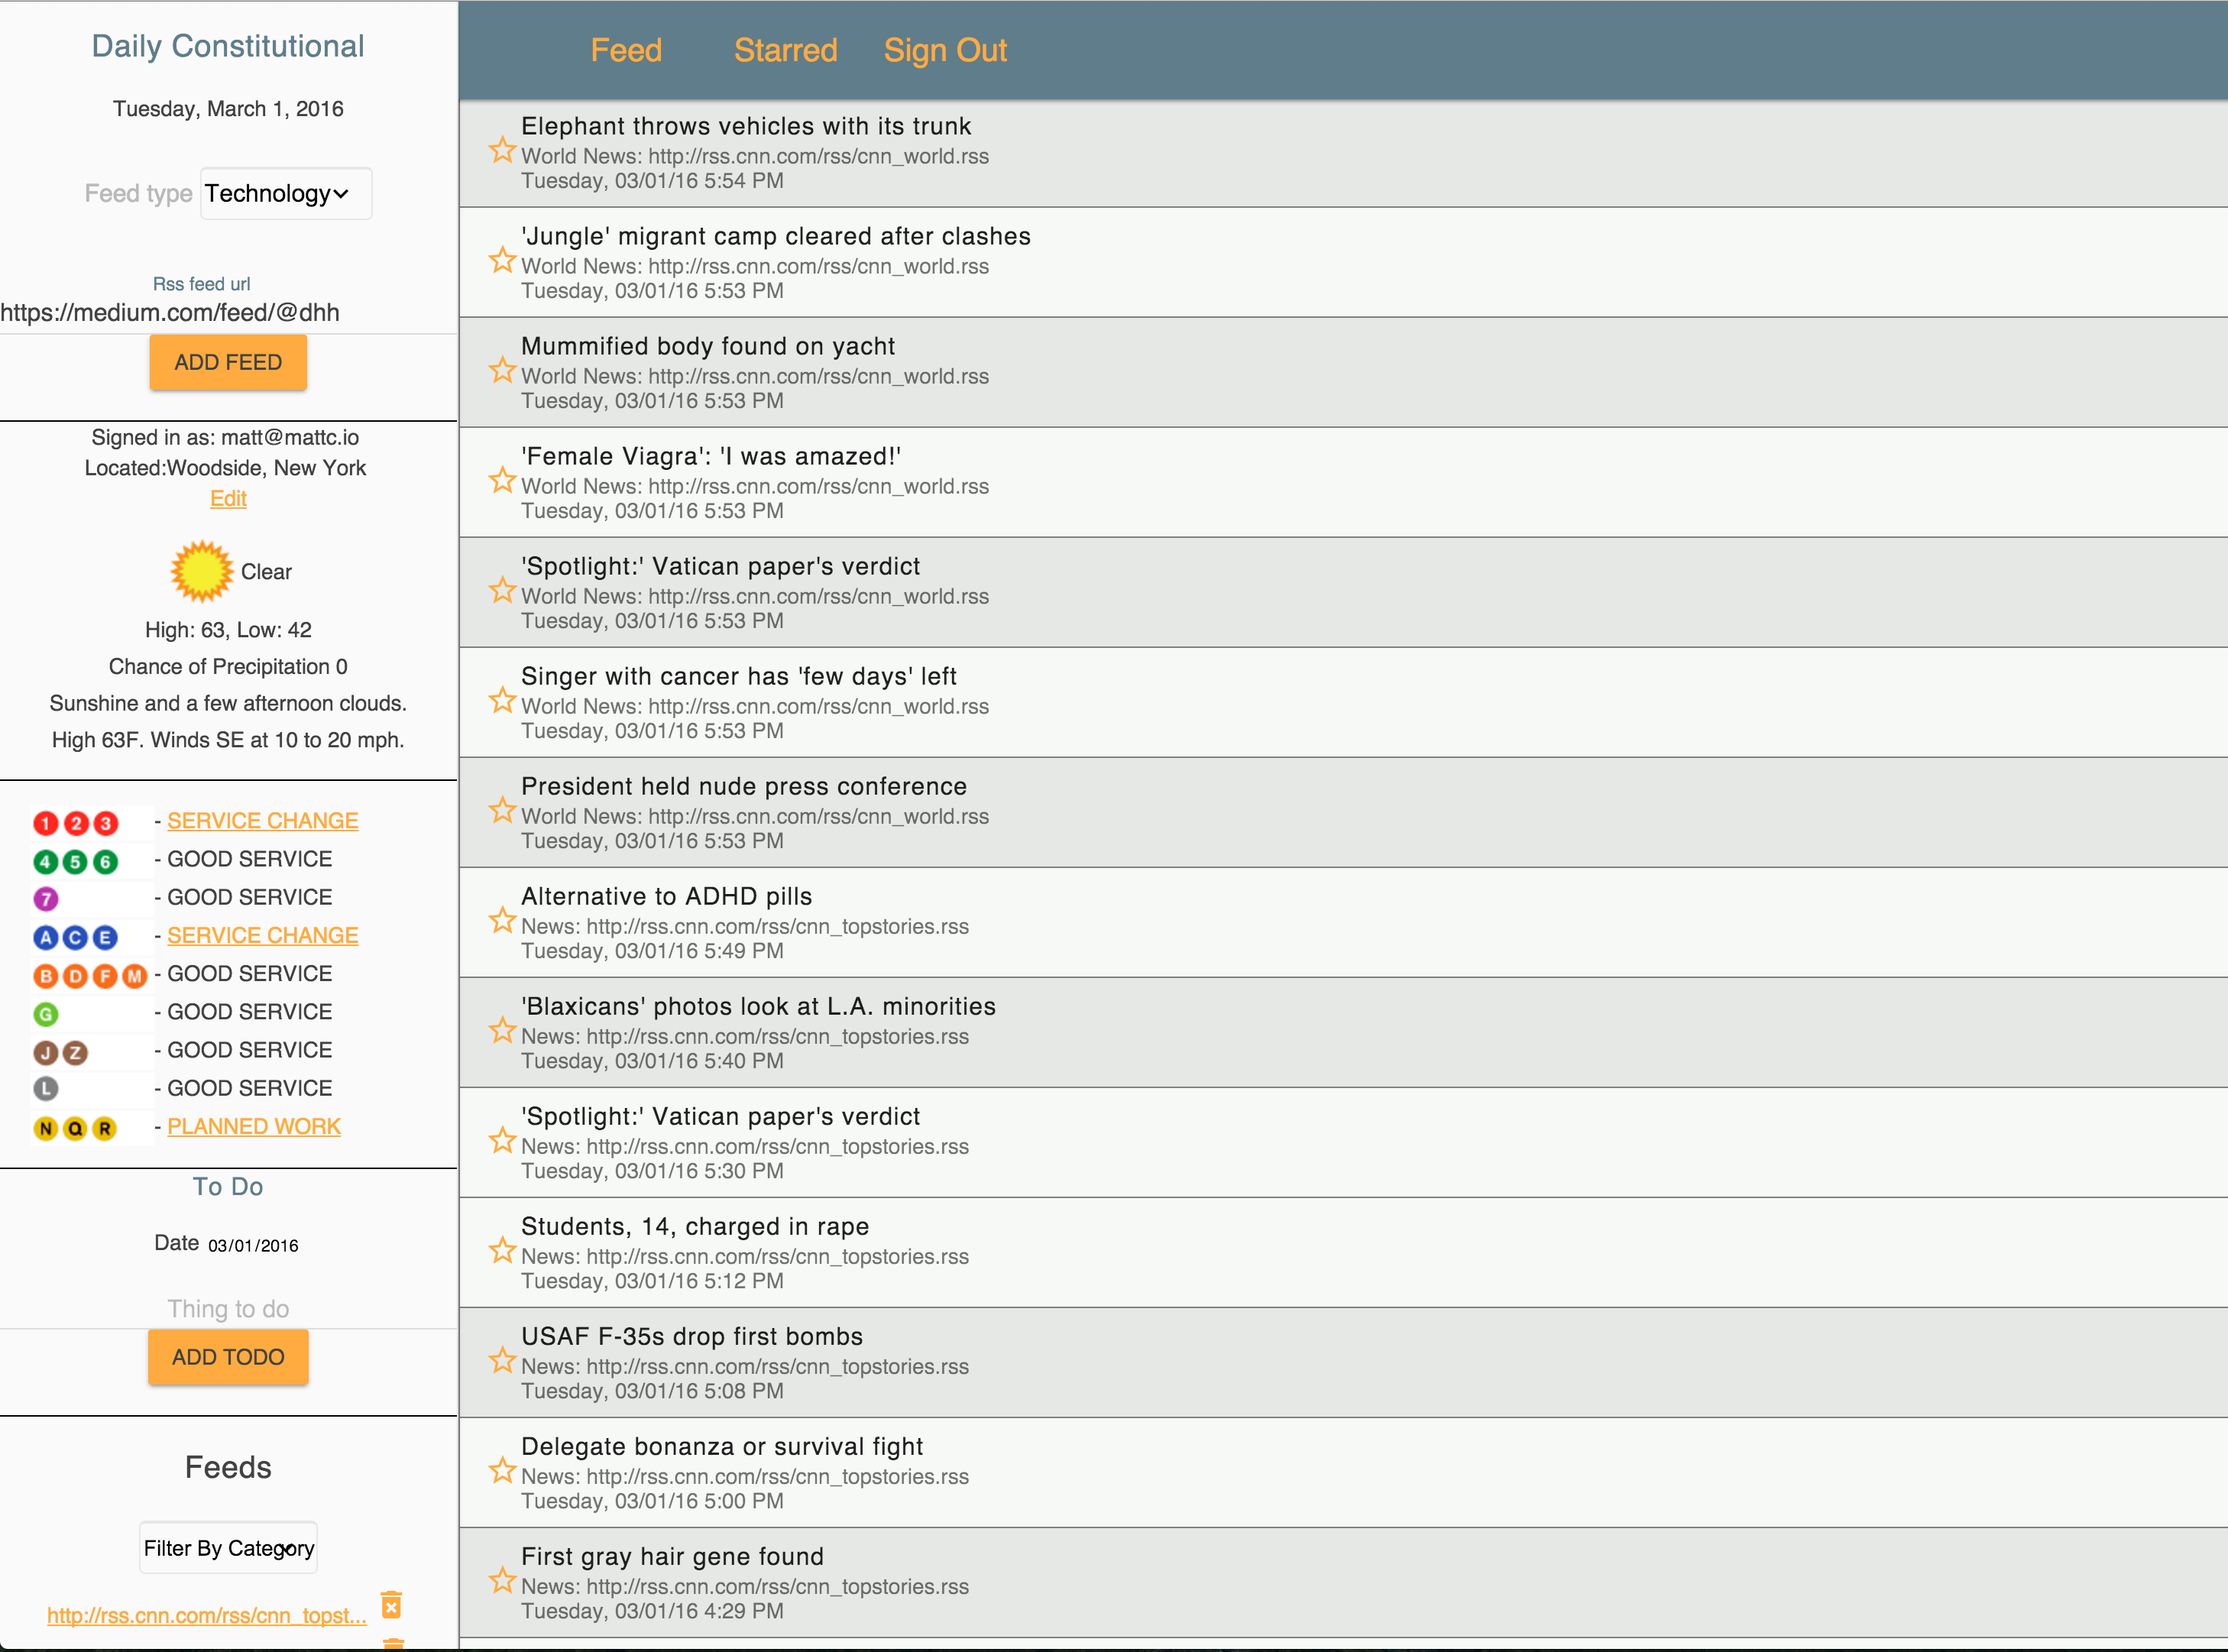 Daily Constitutional
Tuesday, March 1, 2016
Feed type Technology
Rss feed url
https://medium.com/feed/@dhh
ADD FEED
Signed in as: matt@mattc.io
Located:Woodside, New York
Edit
Clear
High: 63, Low: 42
Chance of Precipitation 0
Sunshine and a few afternoon clouds.
High 63F. Winds SE at 10 to 20 mph.
1 2 3 - SERVICE CHANGE
4 5 6 - GOOD SERVICE
7 - GOOD SERVICE
A C E - SERVICE CHANGE
B D F M - GOOD SERVICE
G - GOOD SERVICE
J Z - GOOD SERVICE
L - GOOD SERVICE
N Q R - PLANNED WORK
To Do
Date 03/01/2016
Thing to do
ADD TODO
Feeds
Filter By Category
http://rss.cnn.com/rss/cnn_topst...
Feed Starred Sign Out
Elephant throws vehicles with its trunk
World News: http://rss.cnn.com/rss/cnn_world.rss
Tuesday, 03/01/16 5:54 PM
'Jungle' migrant camp cleared after clashes
World News: http://rss.cnn.com/rss/cnn_world.rss
Tuesday, 03/01/16 5:53 PM
Mummified body found on yacht
World News: http://rss.cnn.com/rss/cnn_world.rss
Tuesday, 03/01/16 5:53 PM
'Female Viagra': 'I was amazed!'
World News: http://rss.cnn.com/rss/cnn_world.rss
Tuesday, 03/01/16 5:53 PM
'Spotlight:' Vatican paper's verdict
World News: http://rss.cnn.com/rss/cnn_world.rss
Tuesday, 03/01/16 5:53 PM
Singer with cancer has 'few days' left
World News: http://rss.cnn.com/rss/cnn_world.rss
Tuesday, 03/01/16 5:53 PM
President held nude press conference
World News: http://rss.cnn.com/rss/cnn_world.rss
Tuesday, 03/01/16 5:53 PM
Alternative to ADHD pills
News: http://rss.cnn.com/rss/cnn_topstories.rss
Tuesday, 03/01/16 5:49 PM
'Blaxicans' photos look at L.A. minorities
News: http://rss.cnn.com/rss/cnn_topstories.rss
Tuesday, 03/01/16 5:40 PM
'Spotlight:' Vatican paper's verdict
News: http://rss.cnn.com/rss/cnn_topstories.rss
Tuesday, 03/01/16 5:30 PM
Students, 14, charged in rape
News: http://rss.cnn.com/rss/cnn_topstories.rss
Tuesday, 03/01/16 5:12 PM
USAF F-35s drop first bombs
News: http://rss.cnn.com/rss/cnn_topstories.rss
Tuesday, 03/01/16 5:08 PM
Delegate bonanza or survival fight
News: http://rss.cnn.com/rss/cnn_topstories.rss
Tuesday, 03/01/16 5:00 PM
First gray hair gene found
News: http://rss.cnn.com/rss/cnn_topstories.rss
Tuesday, 03/01/16 4:29 PM